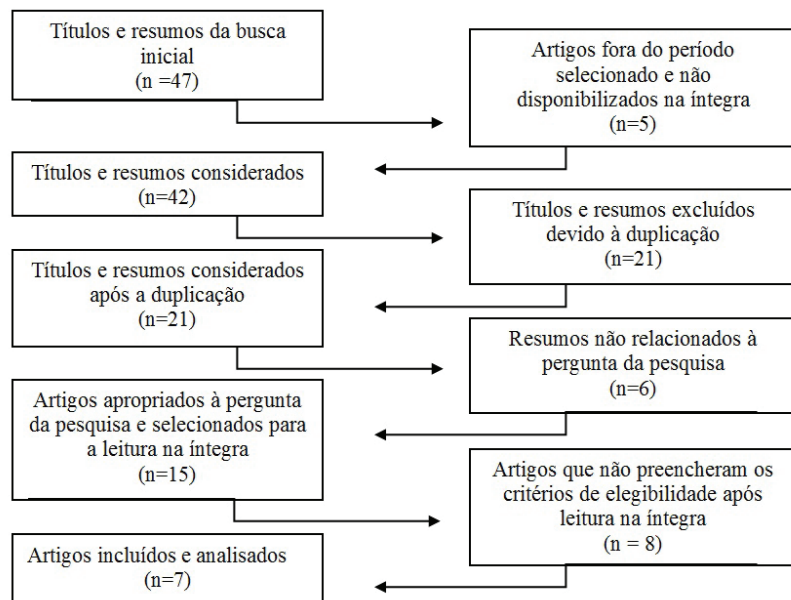 Títulos e resumos da busca
inicial
(n =47)
Artigos fora do período
selecionado e não
disponibilizados na íntegra
(n=5)
Títulos e resumos considerados
(n=42)
Títulos e resumos excluídos
devido à duplicação
(n=21)
Títulos e resumos considerados
após a duplicação
(n=21)
Resumos não relacionados à
pergunta da pesquisa
(n=6)
Artigos apropriados à pergunta
da pesquisa e selecionados para
a leitura na íntegra
(n=15)
Artigos que não preencheram os
critérios de elegibilidade após
leitura na íntegra
(n = 8)
Artigos incluídos e analisados
(n=7)